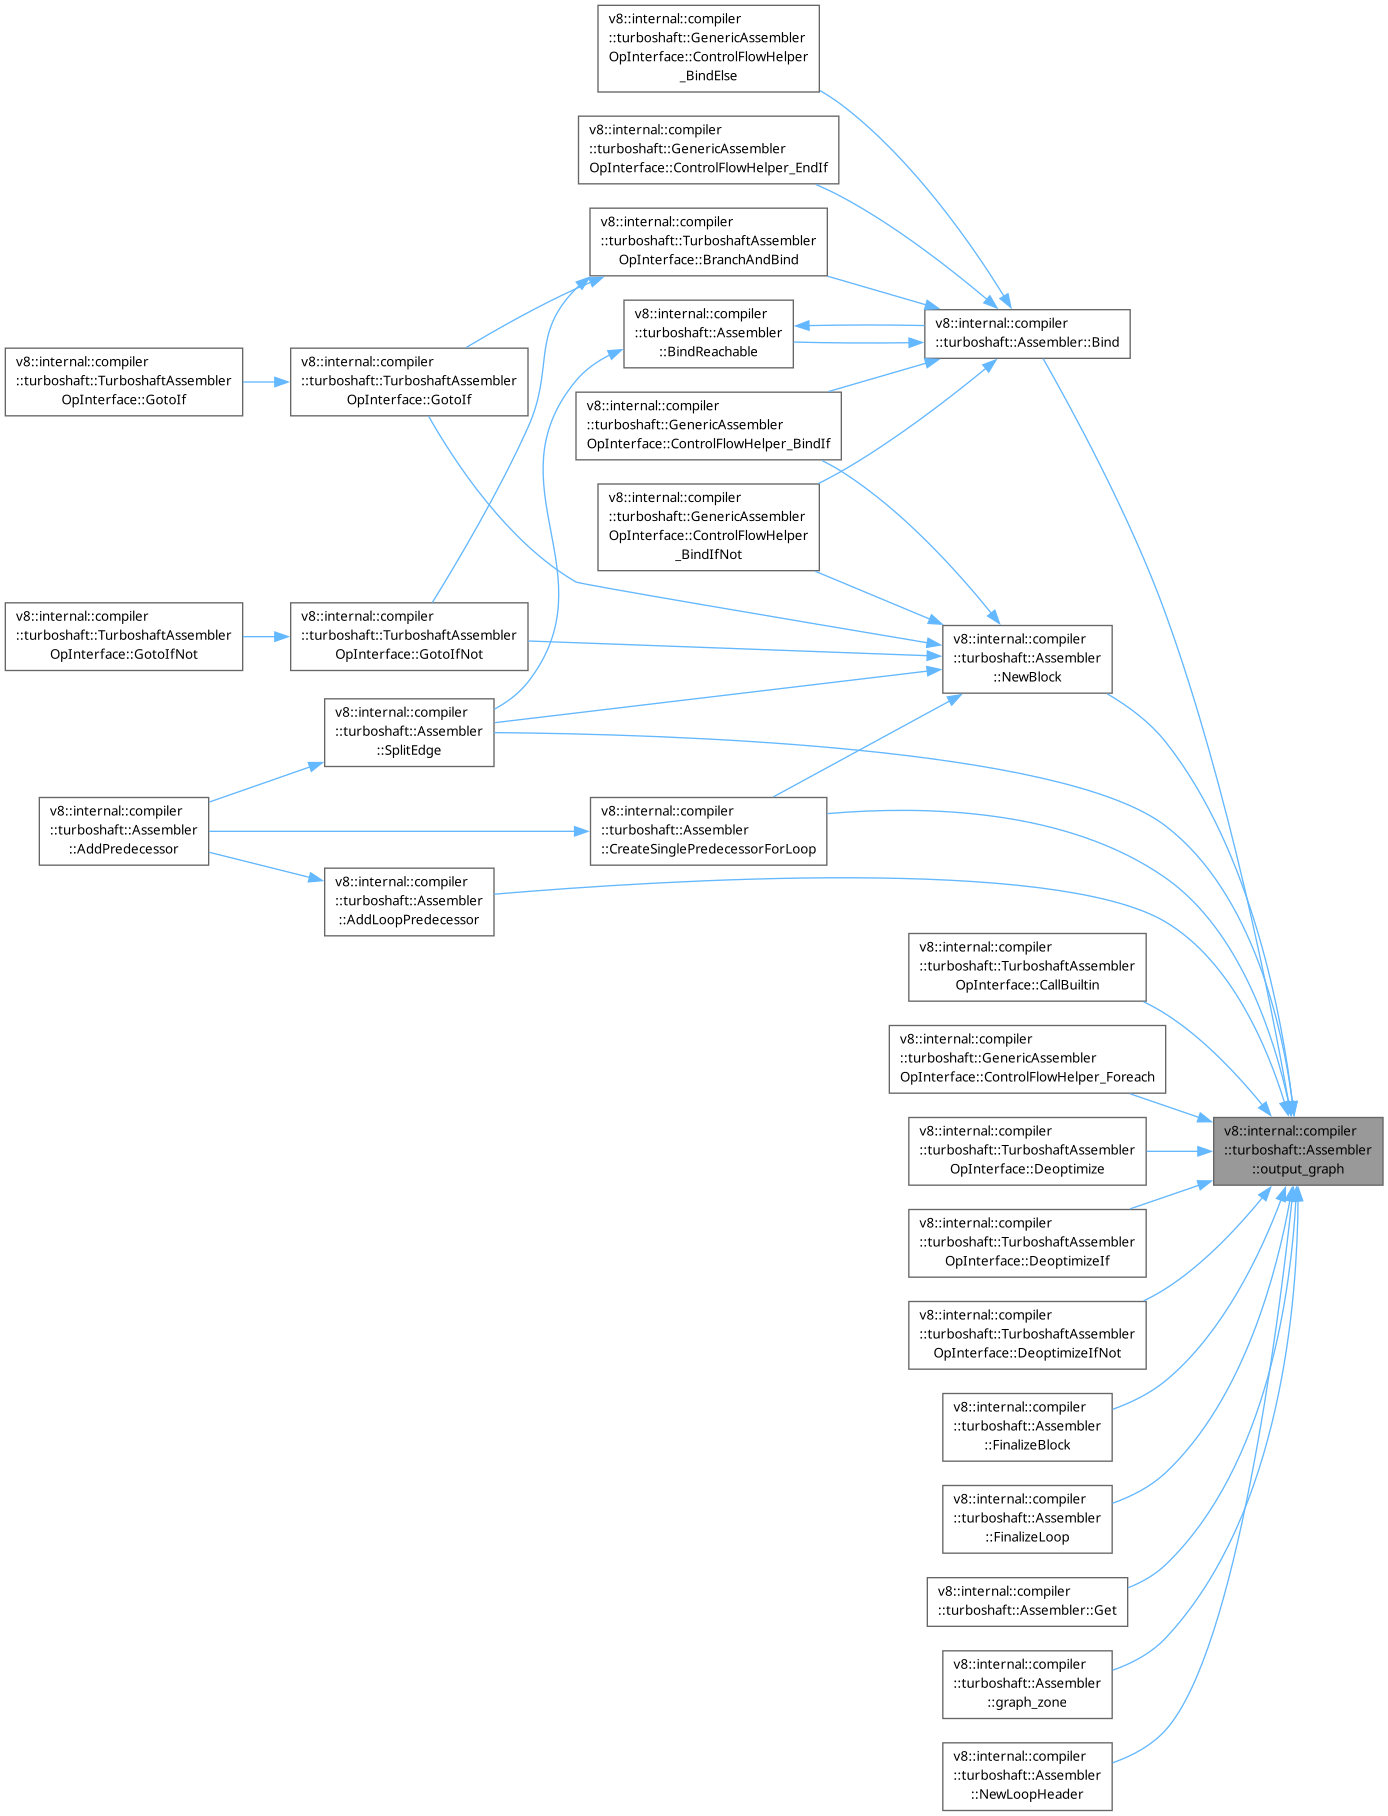 v8::internal::compiler
::turboshaft::GenericAssembler
OpInterface::ControlFlowHelper
_BindElse
v8::internal::compiler
::turboshaft::GenericAssembler
OpInterface::ControlFlowHelper_EndIf
v8::internal::compiler
::turboshaft::TurboshaftAssembler
OpInterface::BranchAndBind
v8::internal::compiler
::turboshaft::Assembler
::BindReachable
v8::internal::compiler
::turboshaft::Assembler::Bind
v8::internal::compiler
::turboshaft::TurboshaftAssembler
OpInterface::GotoIf
v8::internal::compiler
::turboshaft::TurboshaftAssembler
OpInterface::GotoIf
v8::internal::compiler
::turboshaft::GenericAssembler
OpInterface::ControlFlowHelper_BindIf
v8::internal::compiler
::turboshaft::GenericAssembler
OpInterface::ControlFlowHelper
_BindIfNot
v8::internal::compiler
::turboshaft::TurboshaftAssembler
OpInterface::GotoIfNot
v8::internal::compiler
::turboshaft::TurboshaftAssembler
OpInterface::GotoIfNot
v8::internal::compiler
::turboshaft::Assembler
::NewBlock
v8::internal::compiler
::turboshaft::Assembler
::SplitEdge
v8::internal::compiler
::turboshaft::Assembler
::AddPredecessor
v8::internal::compiler
::turboshaft::Assembler
::CreateSinglePredecessorForLoop
v8::internal::compiler
::turboshaft::Assembler
::AddLoopPredecessor
v8::internal::compiler
::turboshaft::TurboshaftAssembler
OpInterface::CallBuiltin
v8::internal::compiler
::turboshaft::GenericAssembler
OpInterface::ControlFlowHelper_Foreach
v8::internal::compiler
::turboshaft::TurboshaftAssembler
OpInterface::Deoptimize
v8::internal::compiler
::turboshaft::Assembler
::output_graph
v8::internal::compiler
::turboshaft::TurboshaftAssembler
OpInterface::DeoptimizeIf
v8::internal::compiler
::turboshaft::TurboshaftAssembler
OpInterface::DeoptimizeIfNot
v8::internal::compiler
::turboshaft::Assembler
::FinalizeBlock
v8::internal::compiler
::turboshaft::Assembler
::FinalizeLoop
v8::internal::compiler
::turboshaft::Assembler::Get
v8::internal::compiler
::turboshaft::Assembler
::graph_zone
v8::internal::compiler
::turboshaft::Assembler
::NewLoopHeader